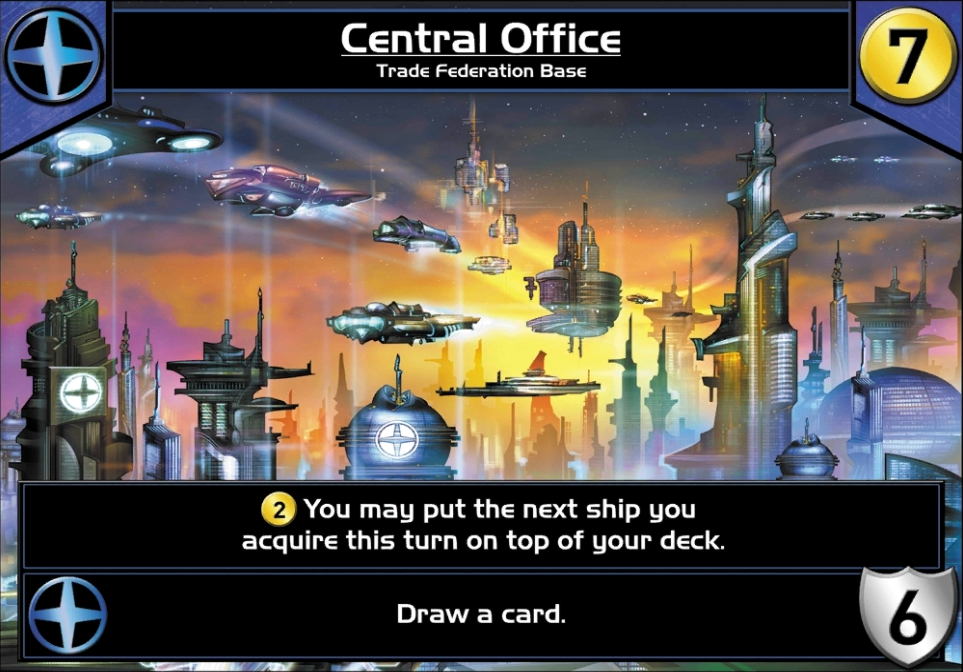 Central Office
7
Trade Federation Base
2 You may put the next ship you
acquire this turn on top of your deck.
Draw a card.
6